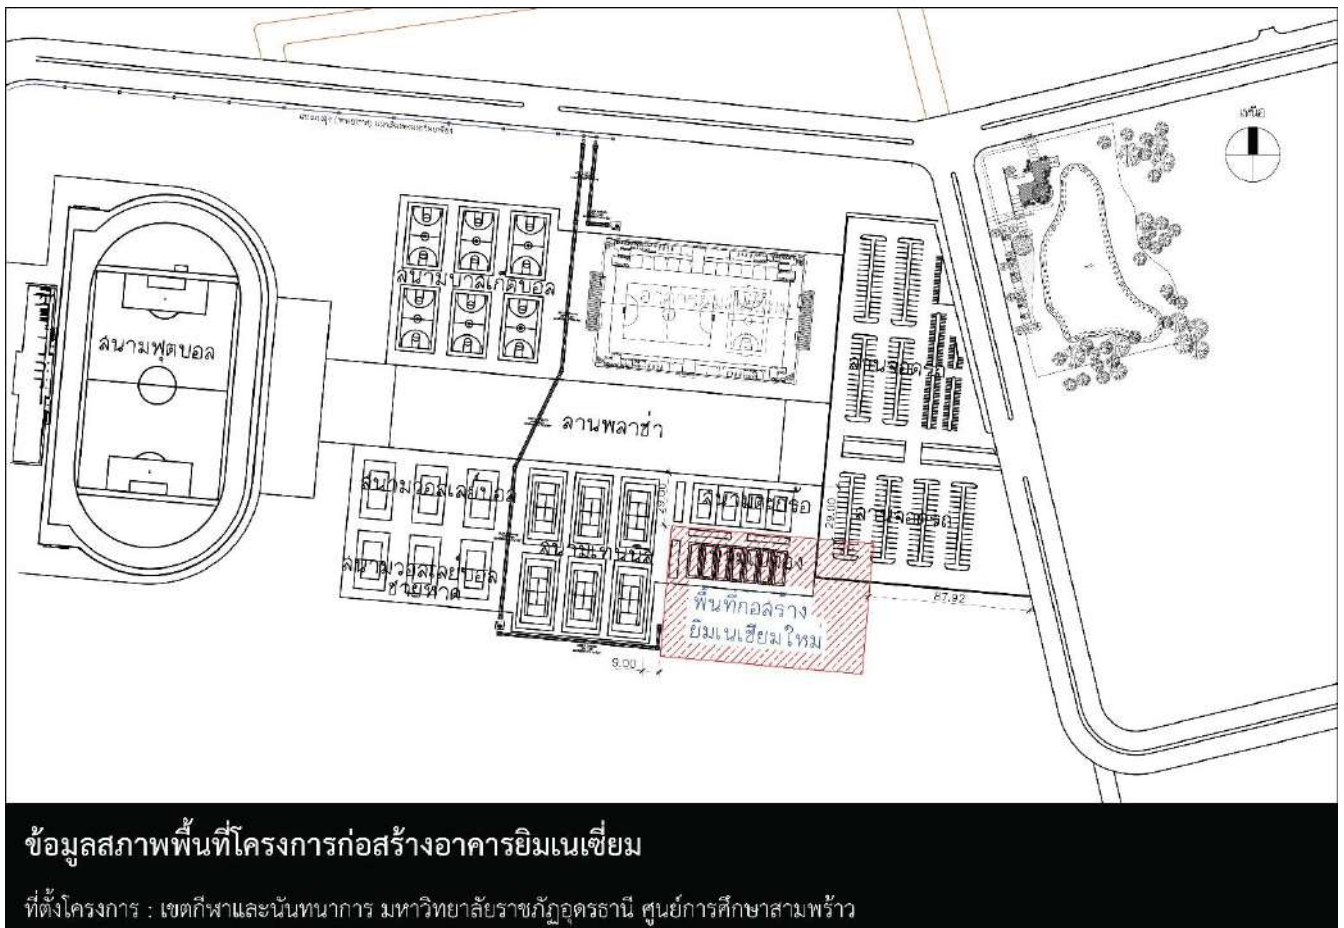 เหนือ
สนามบาสเก็ตบอล
สนามฟุตบอล
ลานจอด
ลานพลาซ่า
สนามวอลเลย์บอล
สนามตะกร้อ
29.00
29.00
ลานจอดรถ
สนามเทนนิส
สนามวอลเลย์บอล
ชายหาด
พื้นที่กอสร้าง
ยิมเนเซียมใหม่
87.92
9.00
ข้อมูลสภาพพื้นที่โครงการก่อสร้างอาคารยิมเนเซี่ยม
ที่ตั้งโครงการ : เขตกีฬาและนันทนาการ มหาวิทยาลัยราชภัฏอุดรธานี ศูนย์การศึกษาสามพร้าว